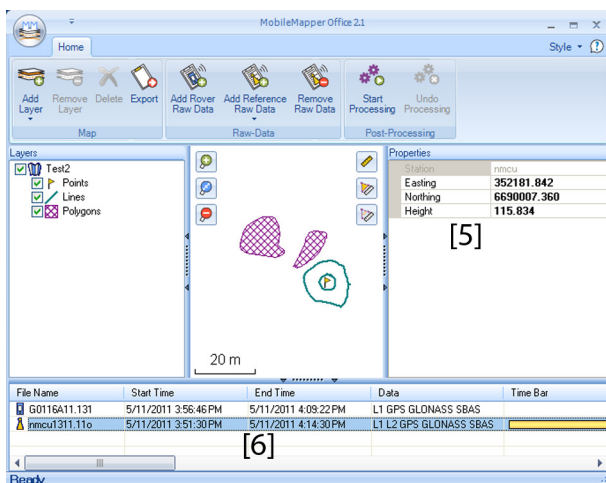 MM
MobileMapper Office 2.1
Home
Style
Add Layer
Remove Layer
Delete
Export
Add Rover Raw Data
Add Reference Raw Data
Remove Raw Data
Start Processing
Undo Processing
Map
Raw-Data
Post-Processing
Layers
Test2
Points
Lines
Polygons
20 m
Properties
Station nmcu
Easting 352181.842
Northing 6690007.360
Height 115.834
[5]
File Name Start Time End Time Data Time Bar
G0116A11.131 5/11/2011 3:56:46 PM 5/11/2011 4:09:22 PM L1 GPS GLONASS SBAS
nmcu1311.11o 5/11/2011 3:51:30 PM 5/11/2011 4:14:30 PM L1 L2 GPS GLONASS SBAS
[6]
Ready